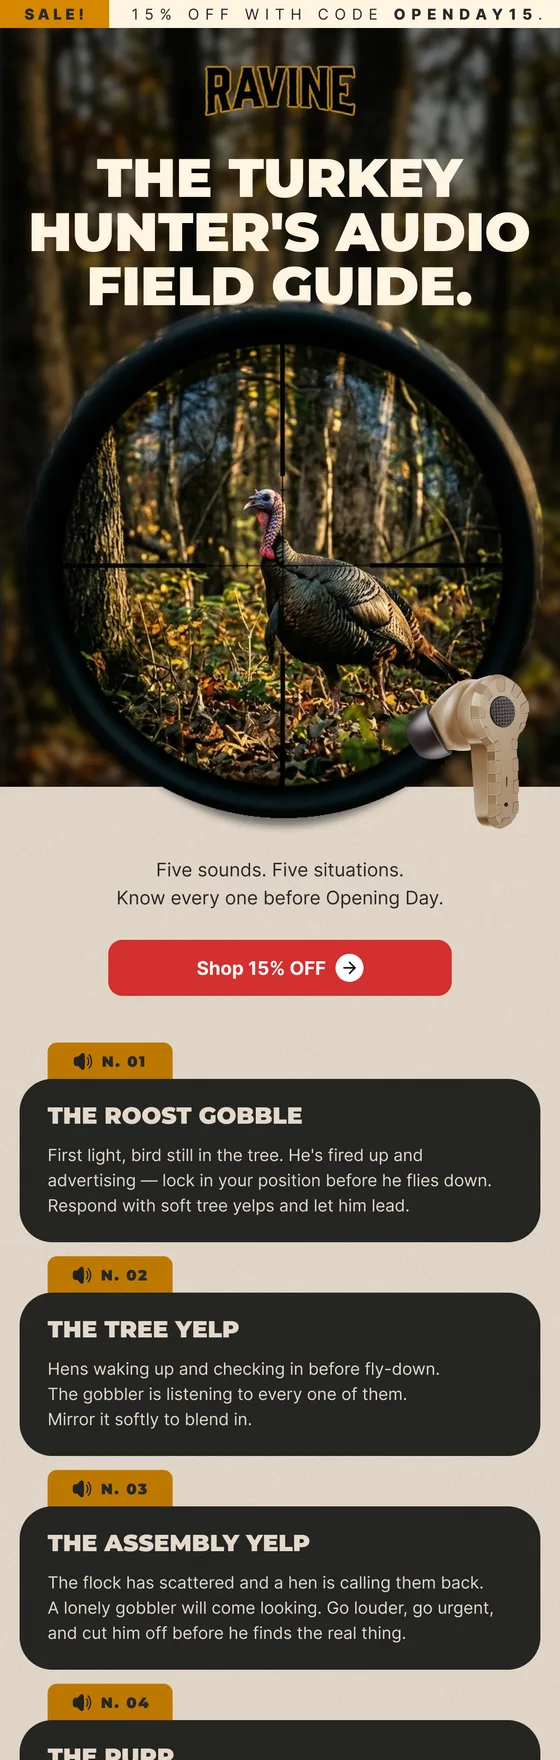 SALE!
15% OFF WITH CODE OPENDAY15.
RAVINE
THE TURKEY
HUNTER'S AUDIO
FIELD GUIDE.
Five sounds. Five situations.
Know every one before Opening Day.
Shop 15% OFF
N. 01
THE ROOST GOBBLE
First light, bird still in the tree. He's fired up and
advertising — lock in your position before he flies down.
Respond with soft tree yelps and let him lead.
N. 02
THE TREE YELP
Hens waking up and checking in before fly-down.
The gobbler is listening to every one of them.
Mirror it softly to blend in.
N. 03
THE ASSEMBLY YELP
The flock has scattered and a hen is calling them back.
A lonely gobbler will come looking. Go louder, go urgent,
and cut him off before he finds the real thing.
N. 04
THE PURR